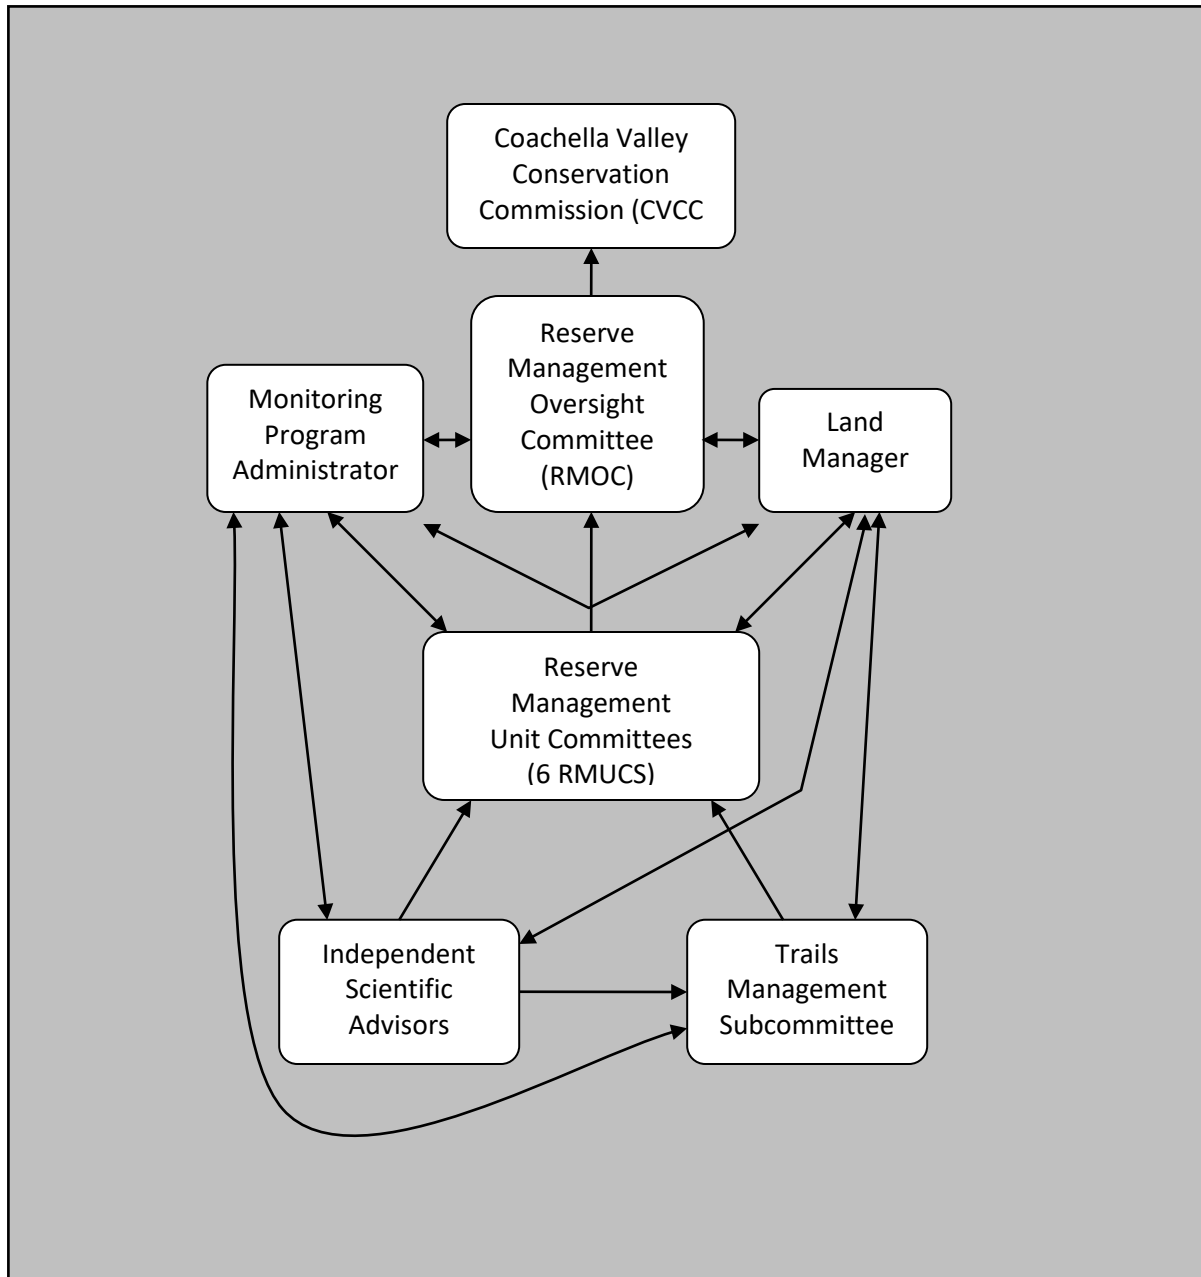 Coachella Valley
Conservation
Commission (CVCC
Reserve
Management
Oversight
Committee
(RMOC)
Monitoring
Program
Administrator
Land
Manager
Reserve
Management
Unit Committees
(6 RMUCS)
Independent
Scientific
Advisors
Trails
Management
Subcommittee